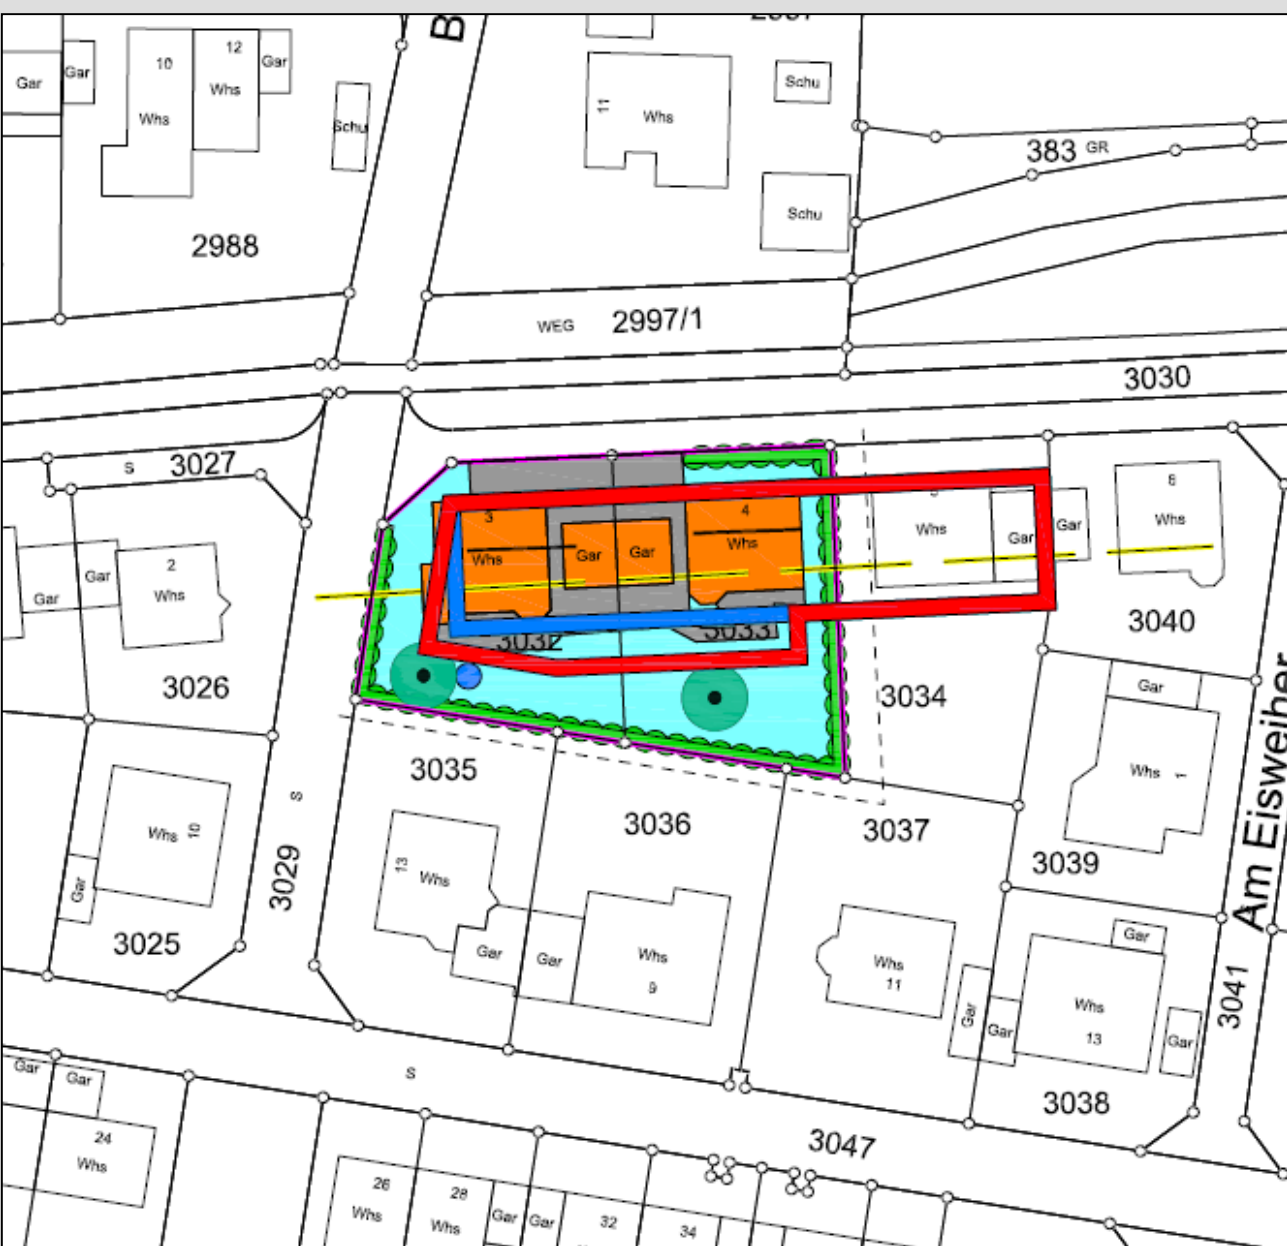 B
10
12
Gar
Gar
Gar
Whs
Whs
Schu
11
Whs
Schu
Schu
383 GR
2988
WEG 2997/1
3030
S 3027
3
Whs
Gar
Gar
4
Whs
Whs
Gar
Gar
6
Whs
2
Gar
Gar
Whs
3032
3033
3040
3026
3034
Gar
3035
3036
3037
Whs
1
Whs
10
S
3029
Gar
13
Whs
3039
Am Eisweiher
3025
Gar
Gar
Whs
9
Whs
11
Gar
Gar
Gar
Whs
13
Gar
3041
3038
S
Gar
Gar
3047
24
Whs
26
Whs
28
Whs
Gar
Gar
32
34